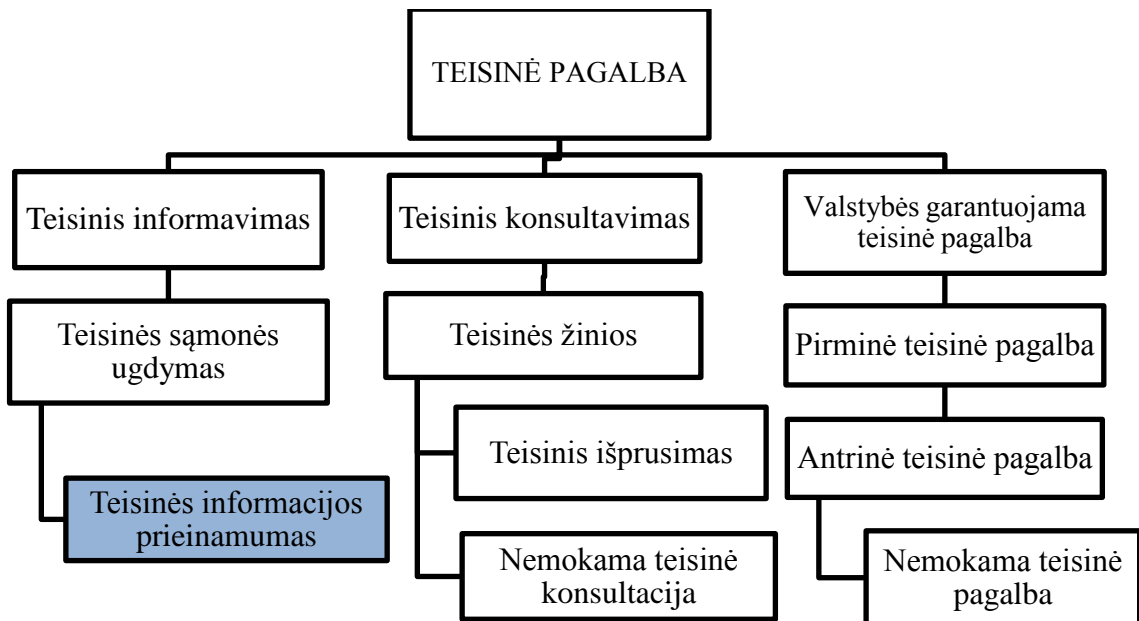 TEISINĖ PAGALBA
Teisinis informavimas
Teisinis konsultavimas
Valstybės garantuojama
teisinė pagalba
Teisinės sąmonės
ugdymas
Teisinės žinios
Pirminė teisinė pagalba
Teisinis išprusimas
Antrinė teisinė pagalba
Teisinės informacijos
prieinamumas
Nemokama teisinė
konsultacija
Nemokama teisinė
pagalba